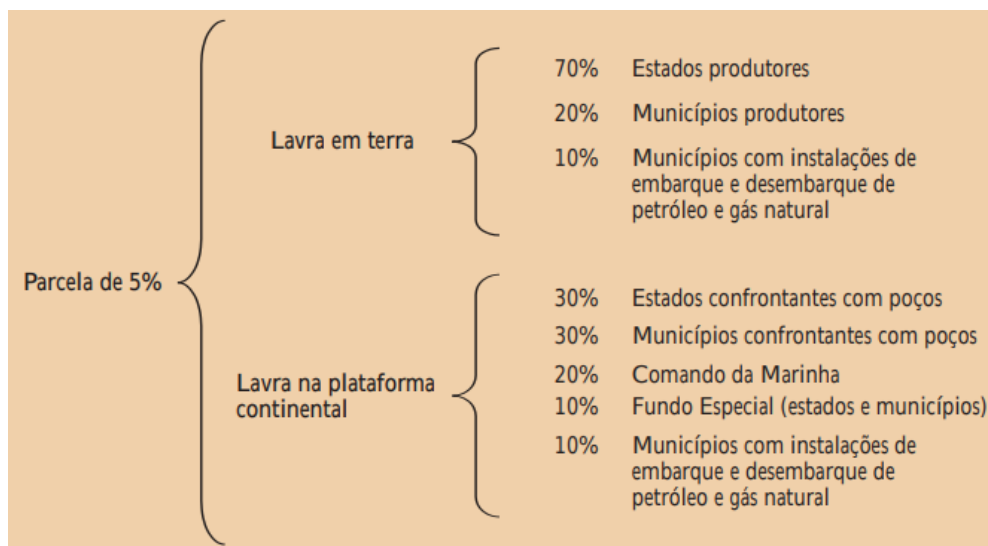 Parcela de 5%
Lavra em terra
70% Estados produtores
20% Municípios produtores
10% Municípios com instalações de
embarque e desembarque de
petróleo e gás natural
Lavra na plataforma
continental
30% Estados confrontantes com poços
30% Municípios confrontantes com poços
20% Comando da Marinha
10% Fundo Especial (estados e municípios)
10% Municípios com instalações de
embarque e desembarque de
petróleo e gás natural